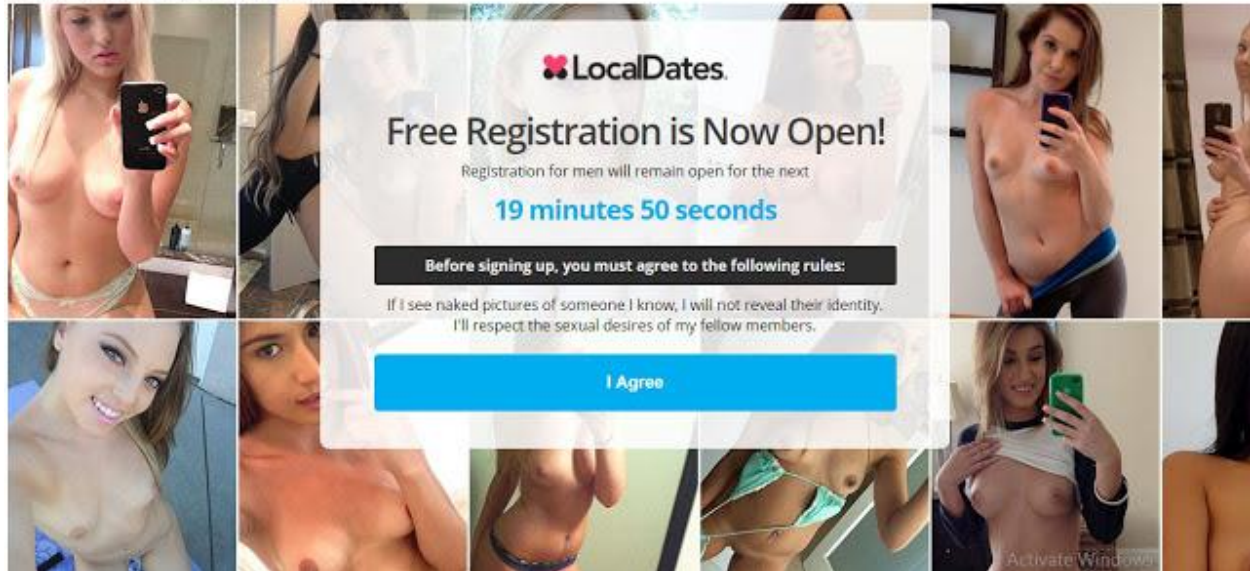 LocalDates.
Free Registration is Now Open!
Registration for men will remain open for the next
19 minutes 50 seconds
Before signing up, you must agree to the following rules:
If I see naked pictures of someone I know, I will not reveal their identity.
I'll respect the sexual desires of my fellow members.
I Agree
Activate Windows